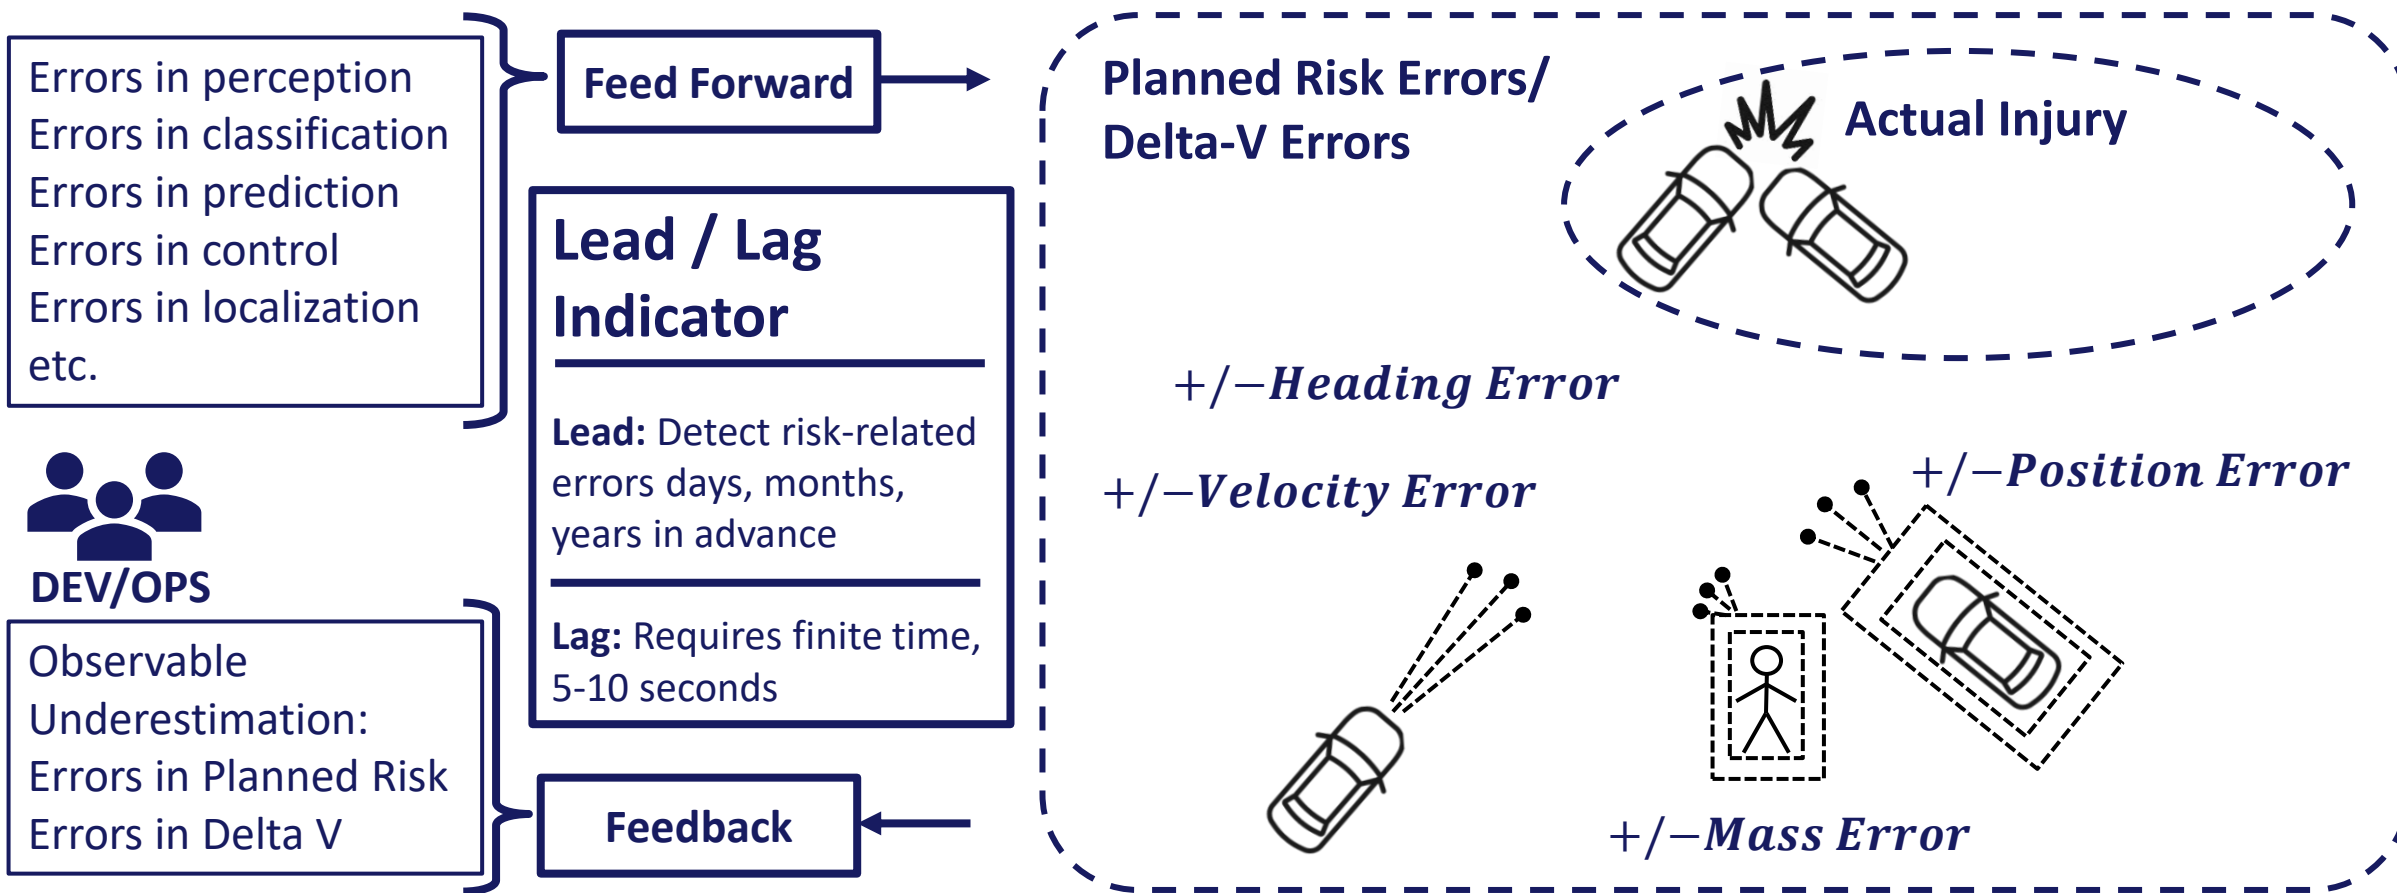 Errors in perception
Errors in classification
Errors in prediction
Errors in control
Errors in localization
etc.
Feed Forward
DEV/OPS
Observable
Underestimation:
Errors in Planned Risk
Errors in Delta V
Feedback
Lead / Lag
Indicator
Lead: Detect risk-related
errors days, months,
years in advance
Lag: Requires finite time,
5-10 seconds
Planned Risk Errors/
Delta-V Errors
Actual Injury
+/−Heading Error
+/−Velocity Error
+/−Position Error
+/−Mass Error